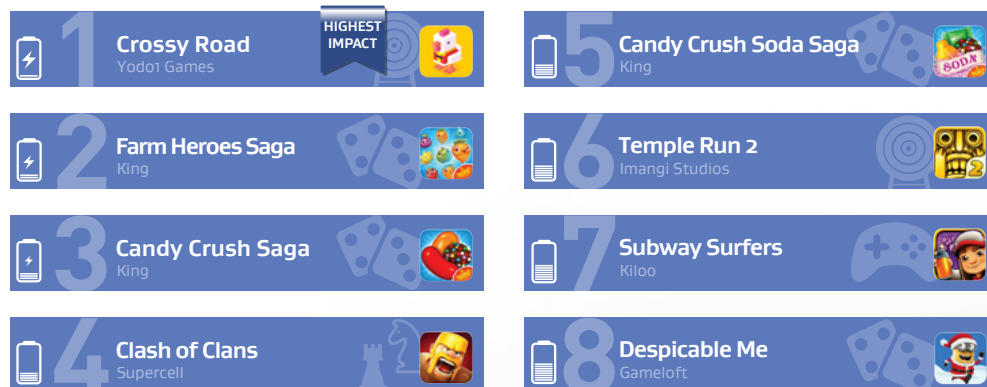 1
Crossy Road
Yodo1 Games
HIGHEST
IMPACT
2
Farm Heroes Saga
King
3
Candy Crush Saga
King
4
Clash of Clans
Supercell
5
Candy Crush Soda Saga
King
SODA
6
Temple Run 2
Imangi Studios
2
7
Subway Surfers
Kiloo
8
Despicable Me
Gameloft